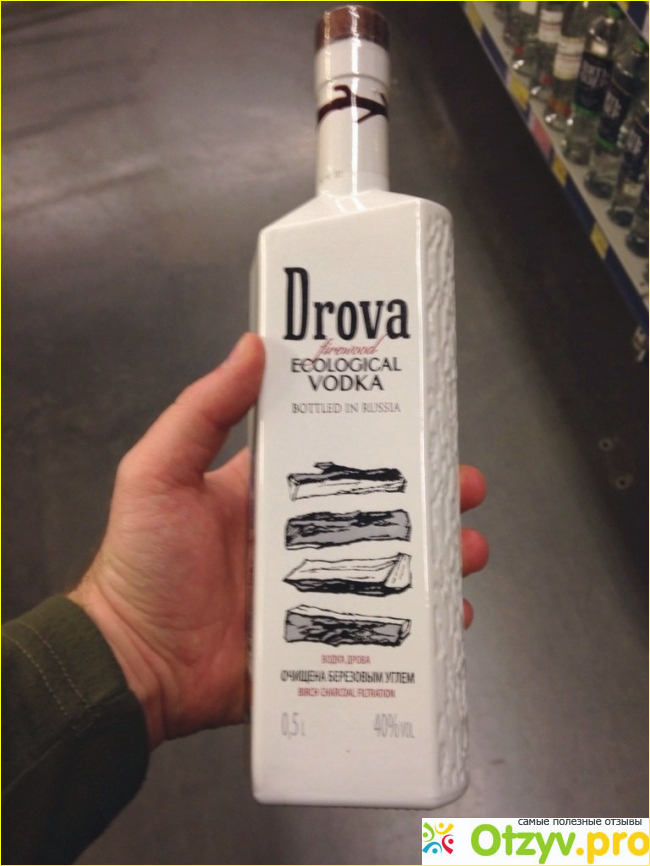 Drova
firewood
ECOLOGICAL
VODKA
BOTTLED IN RUSSIA
ВОДКА ДРОВА
ОЧИЩЕНА БЕРЕЗОВЫМ УГЛЕМ
BIRCH CHARCOAL FILTRATION
0,5 L 40% VOL
самые полезные отзывы
Otzyv.pro